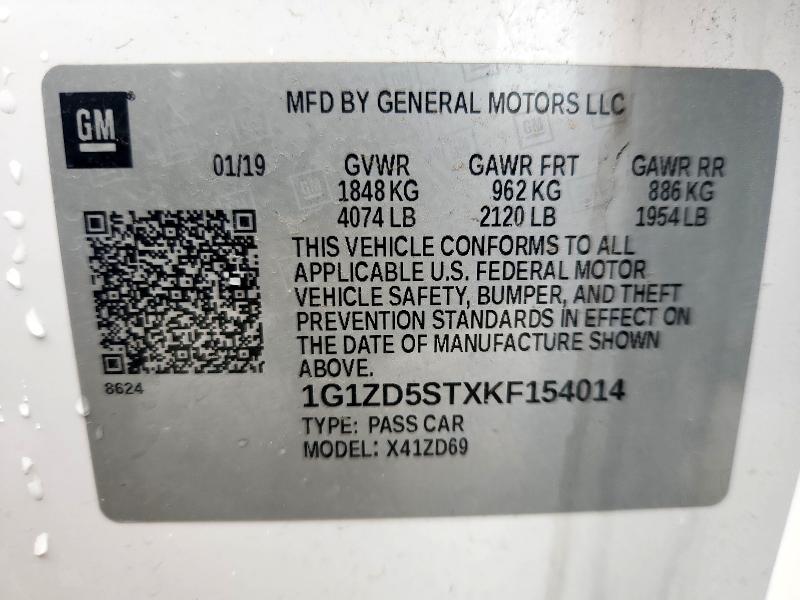 MFD BY GENERAL MOTORS LLC
GM
01/19 GVWR GAWR FRT GAWR RR
1848 KG 962 KG 886 KG
4074 LB 2120 LB 1954 LB
THIS VEHICLE CONFORMS TO ALL
APPLICABLE U.S. FEDERAL MOTOR
VEHICLE SAFETY, BUMPER, AND THEFT
PREVENTION STANDARDS IN EFFECT ON
THE DATE OF MANUFACTURE SHOWN
ABOVE.
8624
1G1ZD5STXKF154014
TYPE: PASS CAR
MODEL: X41ZD69